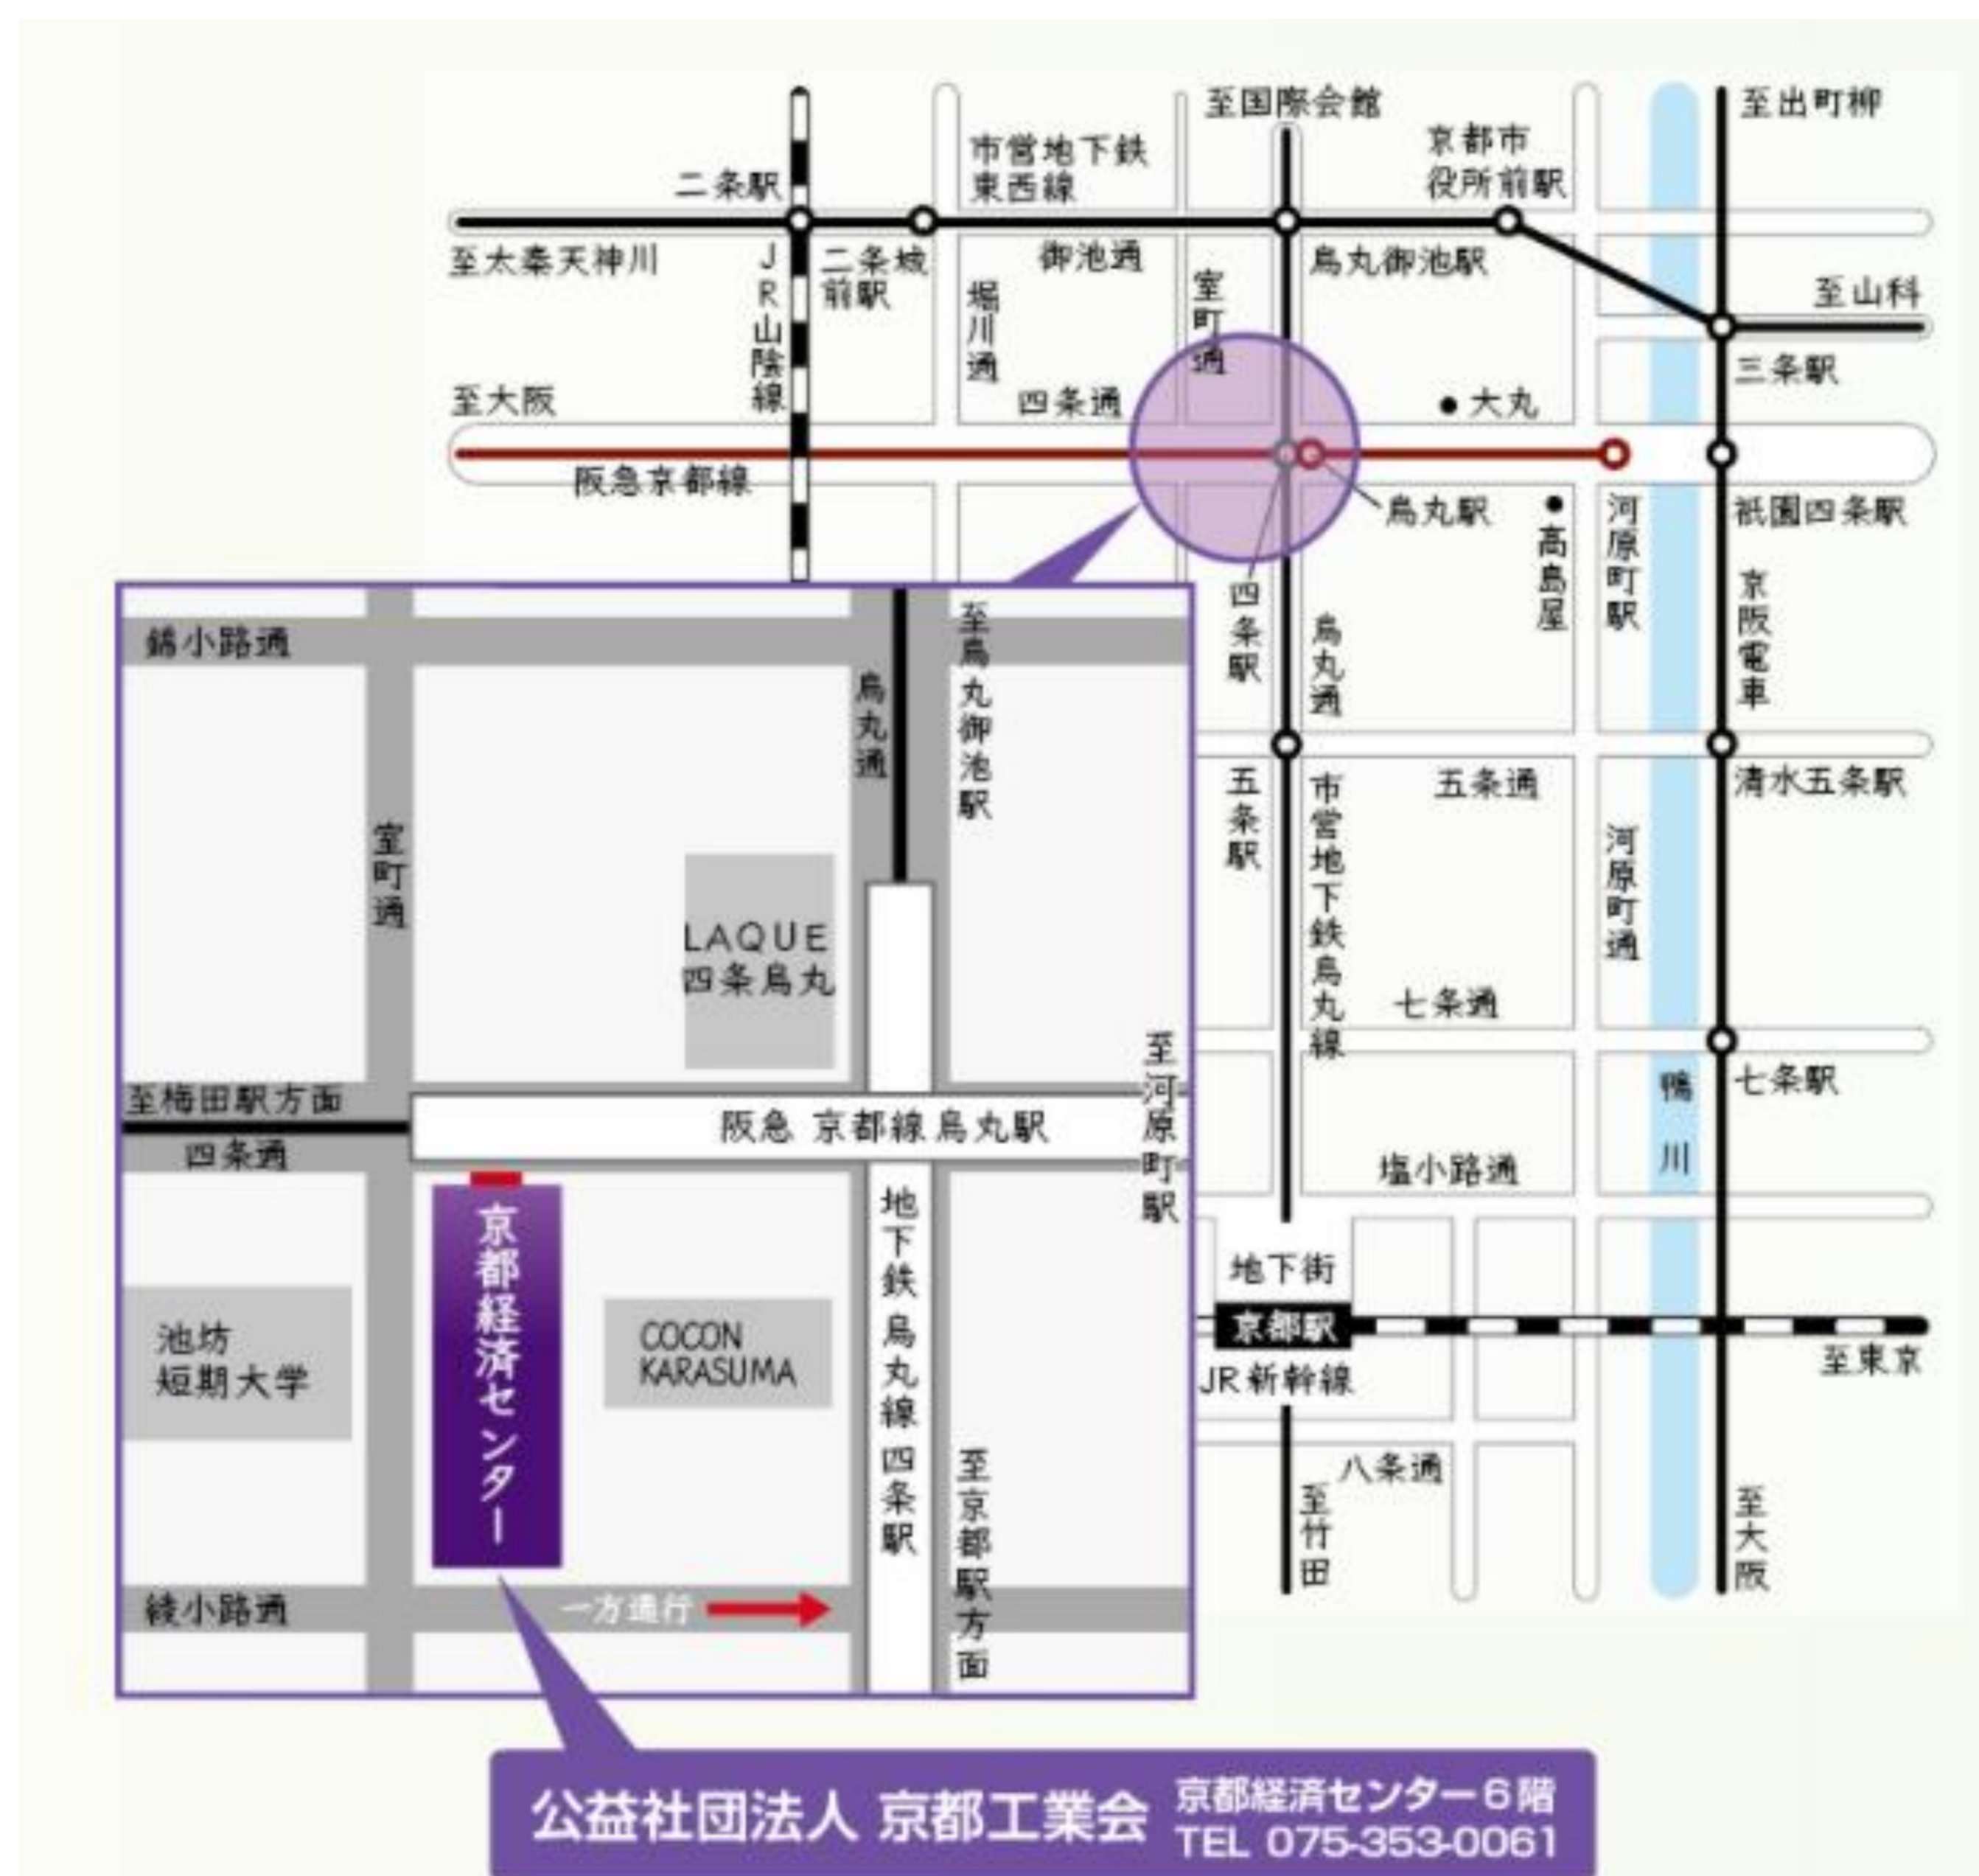 至国際会館
至出町柳
京都市
役所前駅
市営地下鉄
東西線
二条駅
至太秦天神川
JR山陰線
二条城
前駅
御池通
堀川通
室町通
烏丸御池駅
至山科
三条駅
至大阪
四条通
大丸
阪急京都線
烏丸駅
高島屋
河原町駅
祇園四条駅
四条駅
烏丸通
京阪電車
五条駅
市営地下鉄烏丸線
五条通
清水五条駅
河原町通
七条通
七条駅
鴨川
塩小路通
地下街
京都駅
JR新幹線
至東京
八条通
至竹田
至大阪
錦小路通
至烏丸御池駅
烏丸通
室町通
LAQUE
四条烏丸
至梅田駅方面
四条通
阪急 京都線 烏丸駅
至河原町駅
京都経済センター
地下鉄 烏丸線 四条駅
池坊
短期大学
COCON
KARASUMA
至京都駅方面
綾小路通
一方通行
公益社団法人 京都工業会
京都経済センター6階
TEL 075-353-0061